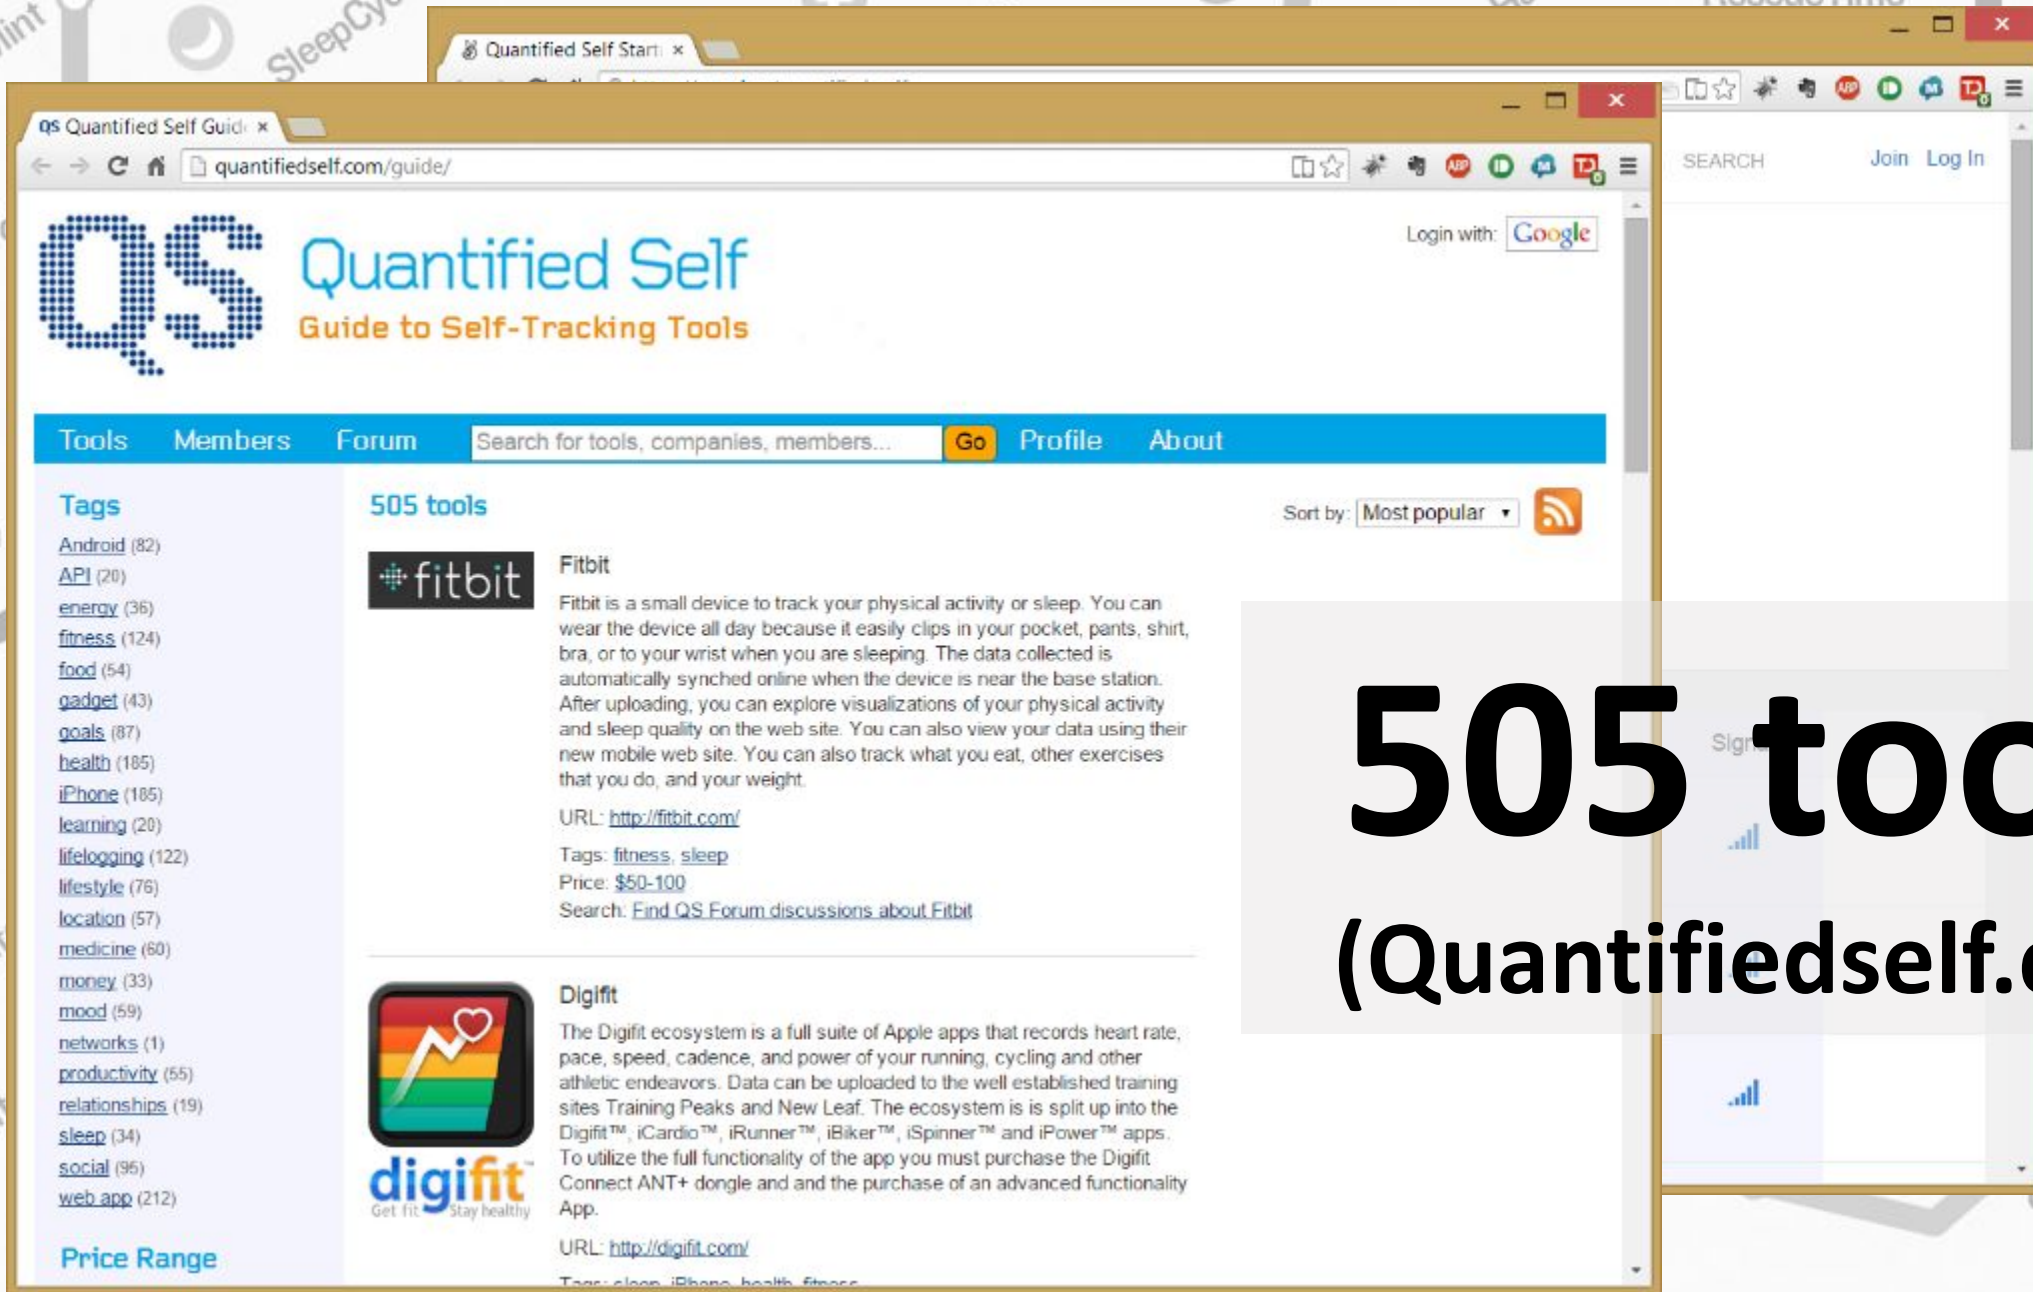 SleepCyc
Quantified Self Start
QS Quantified Self Guid
quantifiedself.com/guide/
SEARCH Join Log In
QS Quantified Self
Guide to Self-Tracking Tools
Login with: Google
Tools Members Forum Search for tools, companies, members... Go Profile About
Tags
Android (82)
API (20)
energy (36)
fitness (124)
food (54)
gadget (43)
goals (87)
health (185)
iPhone (185)
learning (20)
lifelogging (122)
lifestyle (76)
location (57)
medicine (60)
money (33)
mood (59)
networks (1)
productivity (55)
relationships (19)
sleep (34)
social (95)
web app (212)
Price Range
505 tools
Sort by: Most popular
fitbit
Fitbit
Fitbit is a small device to track your physical activity or sleep. You can
wear the device all day because it easily clips in your pocket, pants, shirt,
bra, or to your wrist when you are sleeping. The data collected is
automatically synched online when the device is near the base station.
After uploading, you can explore visualizations of your physical activity
and sleep quality on the web site. You can also view your data using their
new mobile web site. You can also track what you eat, other exercises
that you do, and your weight.
URL: http://fitbit.com/
Tags: fitness, sleep
Price: $50-100
Search: Find QS Forum discussions about Fitbit
digifit
Get fit Stay healthy
Digifit
The Digifit ecosystem is a full suite of Apple apps that records heart rate,
pace, speed, cadence, and power of your running, cycling and other
athletic endeavors. Data can be uploaded to the well established training
sites Training Peaks and New Leaf. The ecosystem is is split up into the
Digifit™, iCardio™, iRunner™, iBiker™, iSpinner™ and iPower™ apps.
To utilize the full functionality of the app you must purchase the Digifit
Connect ANT+ dongle and and the purchase of an advanced functionality
App.
URL: http://digifit.com/
Tags: sleep, iPhone, health, fitness
505 too
(Quantifiedself.c